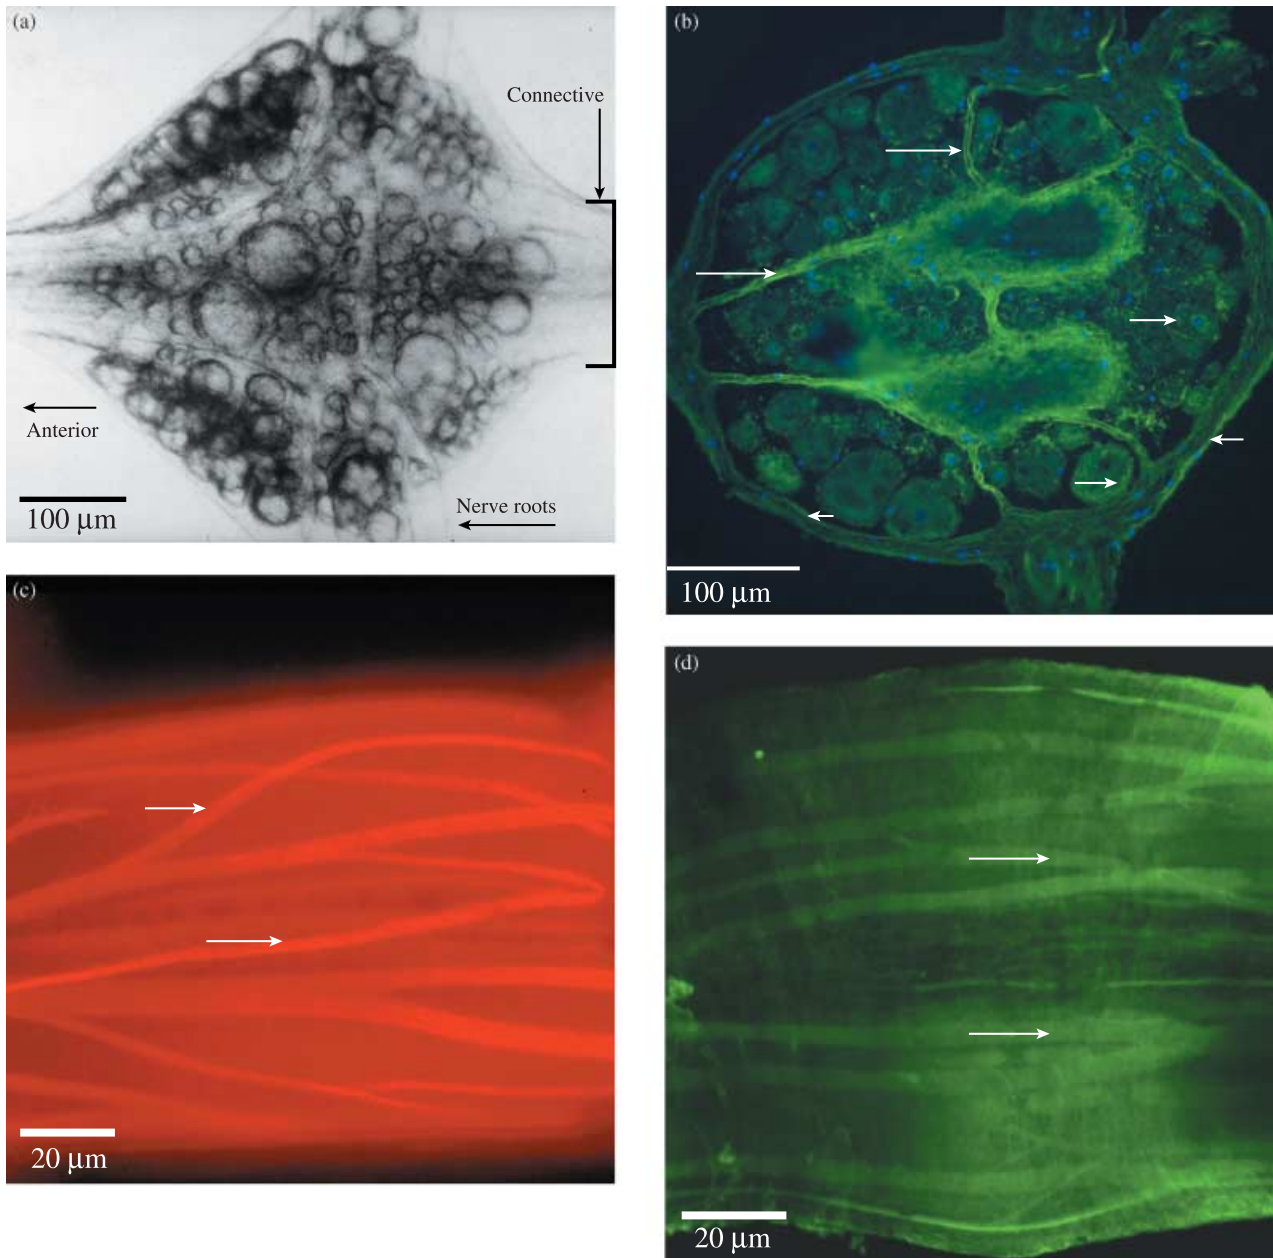 (a)
Connective
Anterior
100 μm
Nerve roots
(b)
100 μm
(c)
20 μm
(d)
20 μm